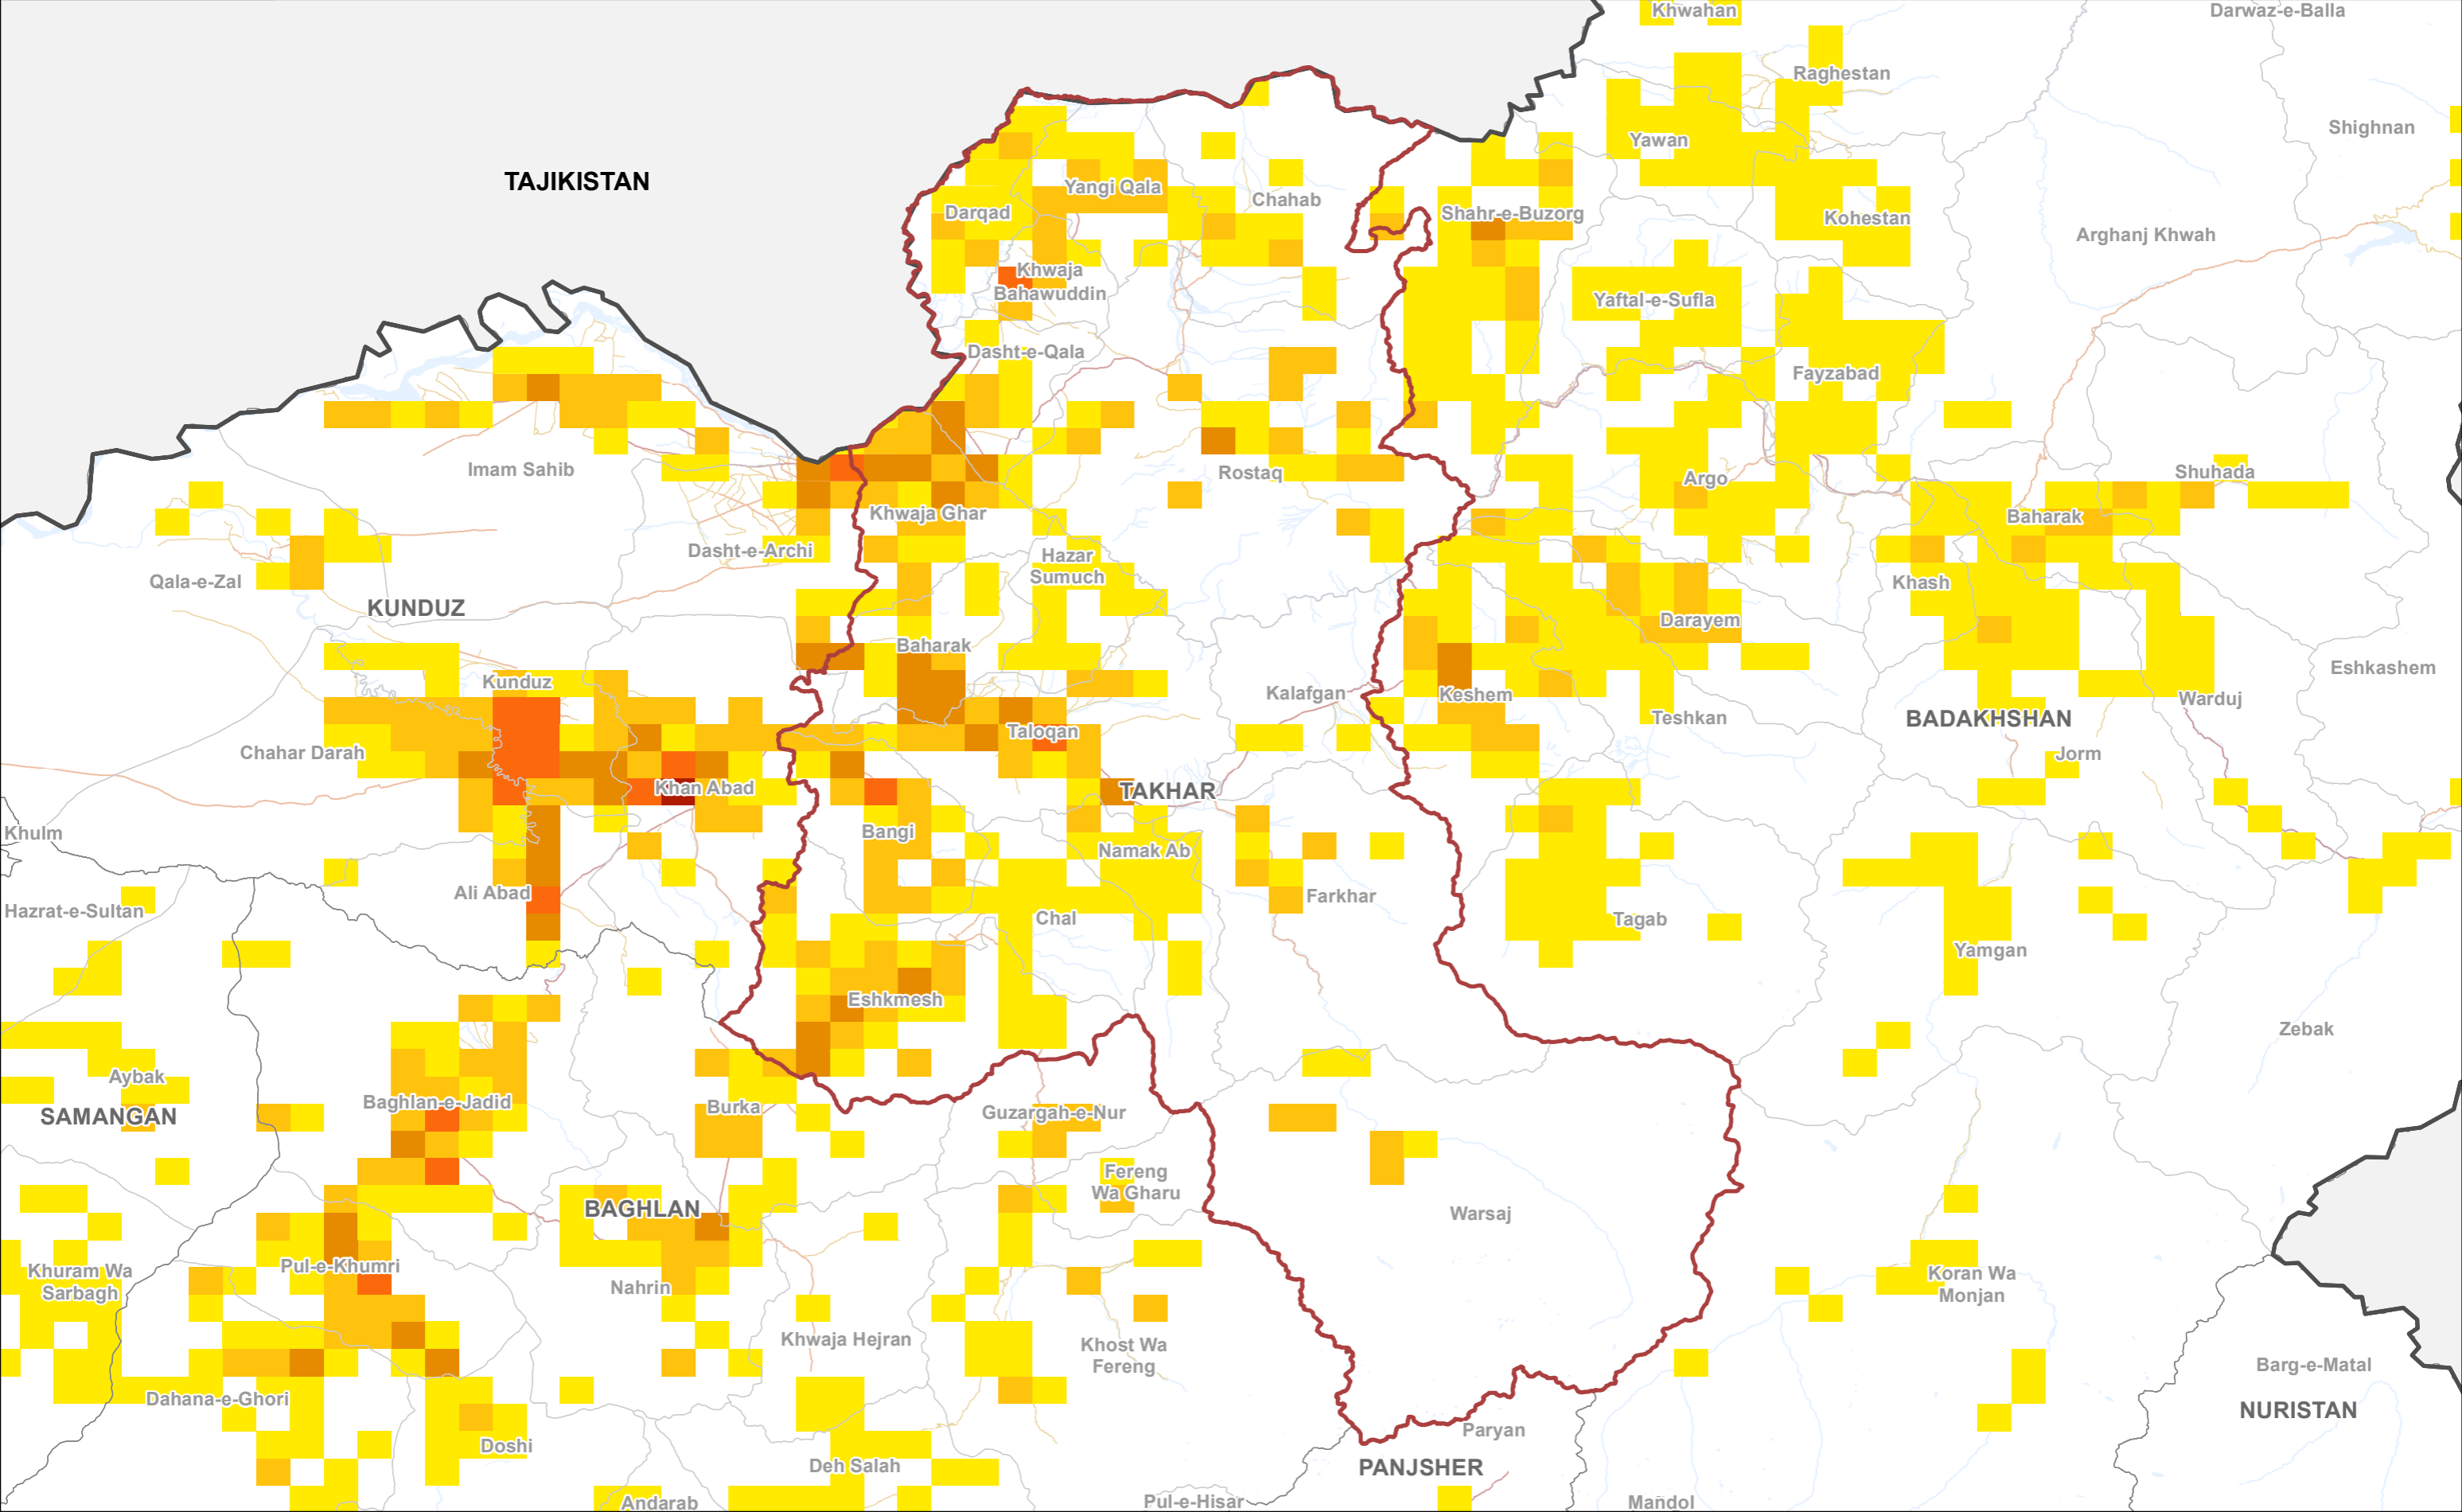 Khwahan
Darwaz-e-Balla
Raghestan
Shighnan
Yawan
TAJIKISTAN
Yangi Qala
Chahab
Darqad
Shahr-e-Buzorg
Kohestan
Arghanj Khwah
Khwaja
Bahawuddin
Yaftal-e-Sufla
Dasht-e-Qala
Fayzabad
Imam Sahib
Rostaq
Argo
Shuhada
Khwaja Ghar
Baharak
Dasht-e-Archi
Hazar
Sumuch
Qala-e-Zal
Khash
KUNDUZ
Darayem
Baharak
Eshkashem
Kunduz
Kalafgan
Keshem
Warduj
Teshkan
BADAKHSHAN
Chahar Darah
Taloqan
Jorm
Khan Abad
TAKHAR
Khulm
Bangi
Namak Ab
Ali Abad
Farkhar
Hazrat-e-Sultan
Chal
Tagab
Yamgan
Eshkmesh
Zebak
Aybak
Baghlan-e-Jadid
Burka
Guzargah-e-Nur
SAMANGAN
Fereng
Wa Gharu
BAGHLAN
Warsaj
Pul-e-Khumri
Khuram Wa
Sarbagh
Nahrin
Koran Wa
Monjan
Khwaja Hejran
Khost Wa
Fereng
Barg-e-Matal
Dahana-e-Ghori
NURISTAN
Paryan
Doshi
Deh Salah
PANJSHER
Andarab
Pul-e-Hisar
Mandol